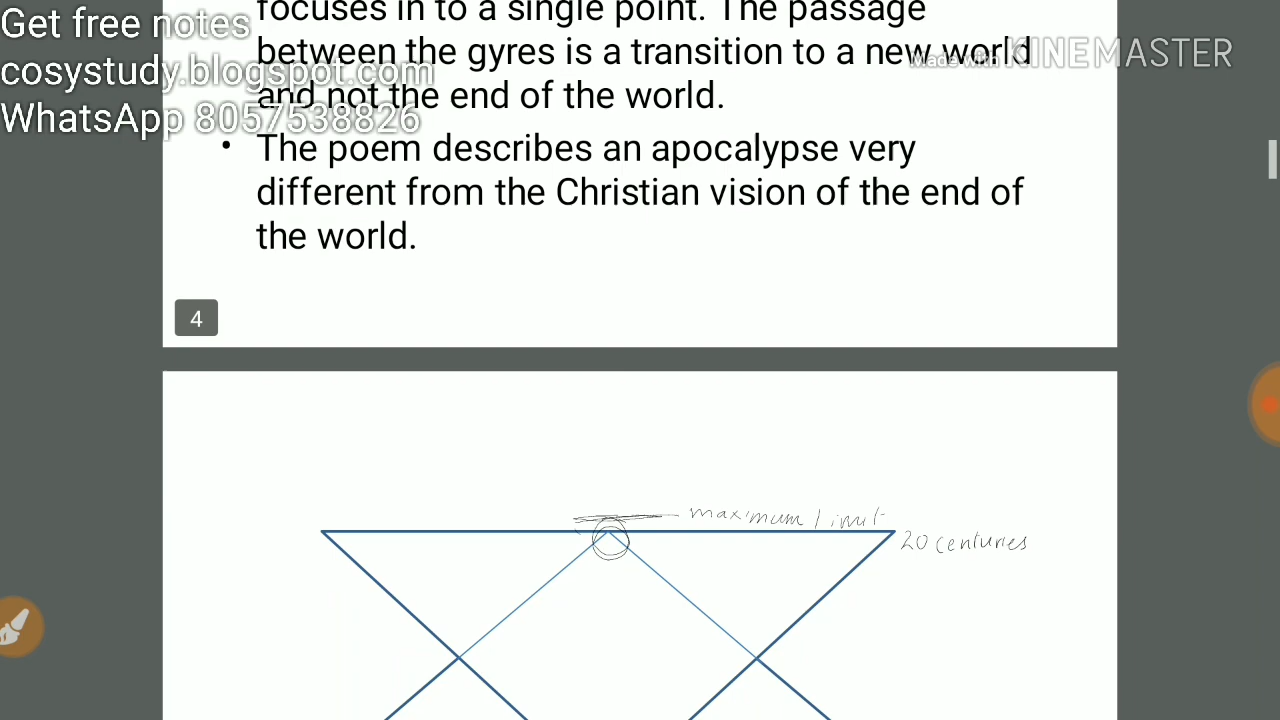 Get free notes
cosystudy.blogspot.com
WhatsApp 8057538826
Made with KINEMASTER
focuses in to a single point. The passage
between the gyres is a transition to a new world
and not the end of the world.
• The poem describes an apocalypse very
different from the Christian vision of the end of
the world.
4
maximum limit
20 centuries